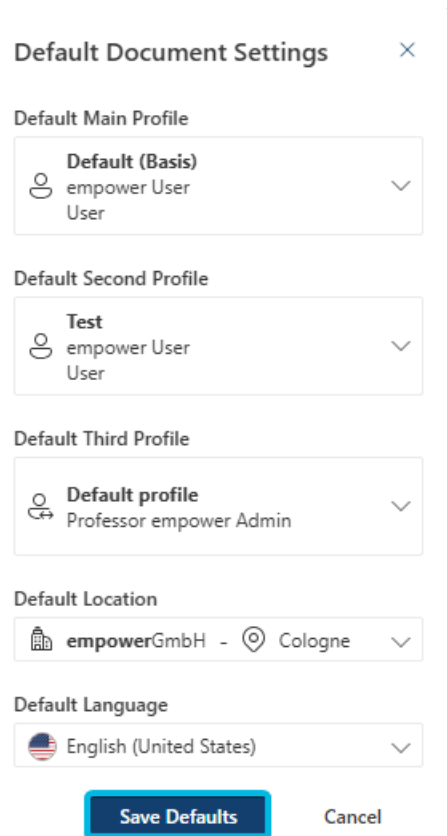 Default Document Settings
Default Main Profile
Default (Basis)
empower User
User
Default Second Profile
Test
empower User
User
Default Third Profile
Default profile
Professor empower Admin
Default Location
empowerGmbH - Cologne
Default Language
English (United States)
Save Defaults Cancel